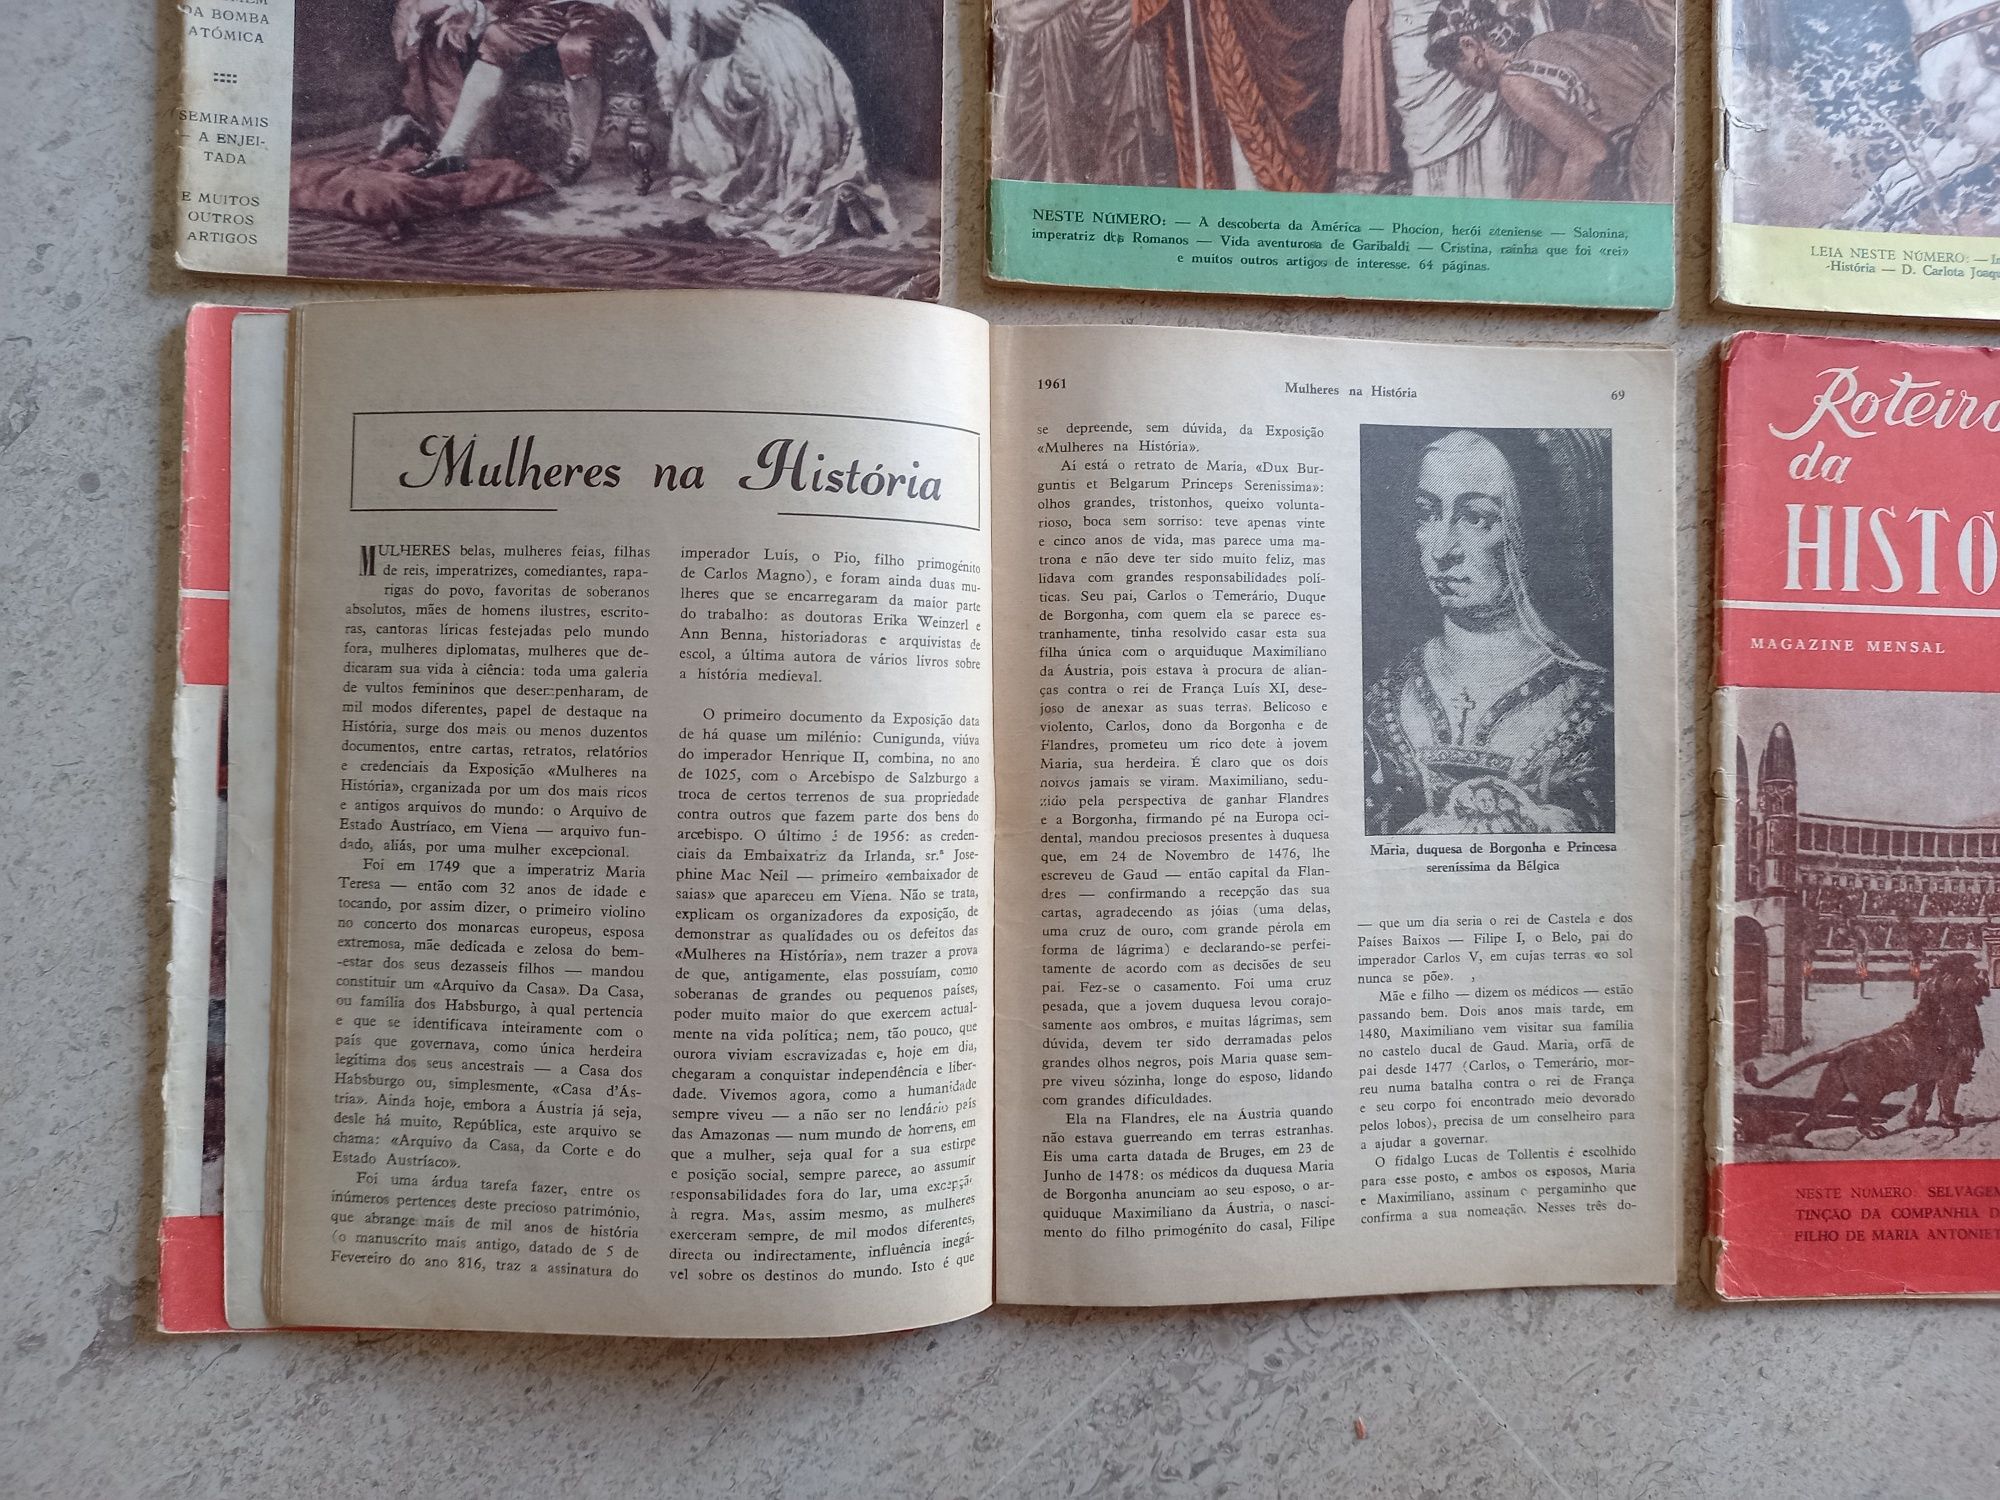 DA BOMBA
ATÓMICA
SEMIRAMIS
— A ENJEI-
TADA
E MUITOS
OUTROS
ARTIGOS
NESTE NÚMERO: — A descoberta da América — Phocion, herói ateniense — Salonina,
imperatriz dos Romanos — Vida aventurosa de Garibaldi — Cristina, rainha que foi «rei»
e muitos outros artigos de interesse. 64 páginas.
LEIA NESTE NÚMERO: —
-História — D. Carlota
Mulheres na História
MULHERES belas, mulheres feias, filhas
de reis, imperatrizes, comediantes, rapa-
rigas do povo, favoritas de soberanos
absolutos, mães de homens ilustres, escrito-
ras, cantoras líricas festejadas pelo mundo
fora, mulheres diplomatas, mulheres que de-
dicaram sua vida à ciência: toda uma galeria
de vultos femininos que desempenharam, de
mil modos diferentes, papel de destaque na
História, surge dos mais ou menos duzentos
documentos, entre cartas, retratos, relatórios
e credenciais da Exposição «Mulheres na
História», organizada por um dos mais ricos
e antigos arquivos do mundo: o Arquivo de
Estado Austríaco, em Viena — arquivo fun-
dado, aliás, por uma mulher excepcional.
Foi em 1749 que a imperatriz Maria
Teresa — então com 32 anos de idade e
tocando, por assim dizer, o primeiro violino
no concerto dos monarcas europeus, esposa
extremosa, mãe dedicada e zelosa do bem-
-estar dos seus dezasseis filhos — mandou
constituir um «Arquivo da Casa». Da Casa,
ou família dos Habsburgo, à qual pertencia
e que se identificava inteiramente com o
país que governava, como única herdeira
legítima dos seus ancestrais — a Casa dos
Habsburgo ou, simplesmente, «Casa d'Ás-
tria». Ainda hoje, embora a Áustria já seja,
desle há muito, República, este arquivo se
chama: «Arquivo da Casa, da Corte e do
Estado Austríaco».
Foi uma árdua tarefa fazer, entre os
inúmeros pertences deste precioso património,
que abrange mais de mil anos de história
(o manuscrito mais antigo, datado de 5 de
Fevereiro do ano 816, traz a assinatura do
imperador Luís, o Pio, filho primogénito
de Carlos Magno), e foram ainda duas mu-
lheres que se encarregaram da maior parte
do trabalho: as doutoras Erika Weinzerl e
Ann Benna, historiadoras e arquivistas de
escol, a última autora de vários livros sobre
a história medieval.
O primeiro documento da Exposição data
de há quase um milénio: Cunigunda, viúva
do imperador Henrique II, combina, no ano
de 1025, com o Arcebispo de Salzburgo a
troca de certos terrenos de sua propriedade
contra outros que fazem parte dos bens do
arcebispo. O último é de 1956: as creden-
ciais da Embaixatriz da Irlanda, sr.ª Jose-
phine Mac Neil — primeiro «embaixador de
saias» que apareceu em Viena. Não se trata,
explicam os organizadores da exposição, de
demonstrar as qualidades ou os defeitos das
«Mulheres na História», nem trazer a prova
de que, antigamente, elas possuíam, como
soberanas de grandes ou pequenos países,
poder muito maior do que exercem actual-
mente na vida política; nem, tão pouco, que
ourora viviam escravizadas e, hoje em dia,
chegaram a conquistar independência e liber-
dade. Vivemos agora, como a humanidade
sempre viveu — a não ser no lendário país
das Amazonas — num mundo de homens, em
que a mulher, seja qual for a sua estirpe
e posição social, sempre parece, ao assumir
responsabilidades fora do lar, uma excepção
à regra. Mas, assim mesmo, as mulheres
exerceram sempre, de mil modos diferentes,
directa ou indirectamente, influência inegá-
vel sobre os destinos do mundo. Isto é que
1961 Mulheres na História 69
se depreende, sem dúvida, da Exposição
«Mulheres na História».
Aí está o retrato de Maria, «Dux Bur-
guntis et Belgarum Princeps Serenissima»:
olhos grandes, tristonhos, queixo volunta-
rioso, boca sem sorriso: teve apenas vinte
e cinco anos de vida, mas parece uma ma-
trona e não deve ter sido muito feliz, mas
lidava com grandes responsabilidades polí-
ticas. Seu pai, Carlos o Temerário, Duque
de Borgonha, com quem ela se parece es-
tranhamente, tinha resolvido casar esta sua
filha única com o arquiduque Maximíliano
da Áustria, pois estava à procura de alian-
ças contra o rei de França Luís XI, dese-
joso de anexar as suas terras. Belicoso e
violento, Carlos, dono da Borgonha e de
Flandres, prometeu um rico dote à jovem
Maria, sua herdeira. É claro que os dois
noivos jamais se viram. Maximiliano, sedu-
zido pela perspectiva de ganhar Flandres
e a Borgonha, firmando pé na Europa oci-
dental, mandou preciosos presentes à duquesa
que, em 24 de Novembro de 1476, lhe
escreveu de Gaud — então capital da Flan-
dres — confirmando a recepção das sua
cartas, agradecendo as jóias (uma delas,
uma cruz de ouro, com grande pérola em
forma de lágrima) e declarando-se perfei-
tamente de acordo com as decisões de seu
pai. Fez-se o casamento. Foi uma cruz
pesada, que a jovem duquesa levou corajo-
samente aos ombros, e muitas lágrimas, sem
dúvida, devem ter sido derramadas pelos
grandes olhos negros, pois Maria quase sem-
pre viveu sózinha, longe do esposo, lidando
com grandes dificuldades.
Ela na Flandres, ele na Áustria quando
não estava guerreando em terras estranhas.
Eis uma carta datada de Bruges, em 23 de
Junho de 1478: os médicos da duquesa Maria
de Borgonha anunciam ao seu esposo, o ar-
quiduque Maximiliano da Áustria, o nasci-
mento do filho primogénito do casal, Filipe
Maria, duquesa de Borgonha e Princesa
sereníssima da Bélgica
— que um dia seria o rei de Castela e dos
Países Baixos — Filipe I, o Belo, pai do
imperador Carlos V, em cujas terras «o sol
nunca se põe».
Mãe e filho — dizem os médicos — estão
passando bem. Dois anos mais tarde, em
1480, Maximiliano vem visitar sua família
no castelo ducal de Gaud. Maria, orfã de
pai desde 1477 (Carlos, o Temerário, mor-
reu numa batalha contra o rei de França
e seu corpo foi encontrado meio devorado
pelos lobos), precisa de um conselheiro para
a ajudar a governar.
O fidalgo Lucas de Tollentis é escolhido
para esse posto, e ambos os esposos, Maria
e Maximiliano, assinam o pergaminho que
confirma a sua nomeação. Nesses três do-
Roteiro
da
HISTÓ
MAGAZINE MENSAL
NESTE NÚMERO: SELVAGEM
TINÇÃO DA COMPANHIA D
FILHO DE MARIA ANTONIET